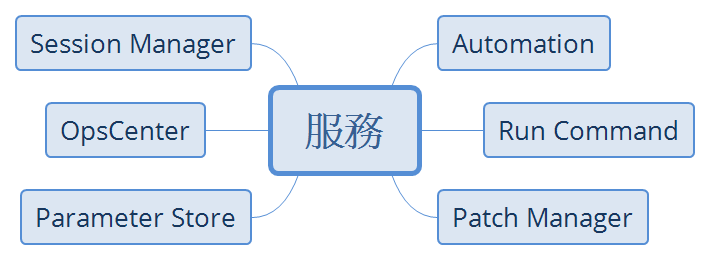 Session Manager
Automation
OpsCenter
服務
Run Command
Parameter Store
Patch Manager